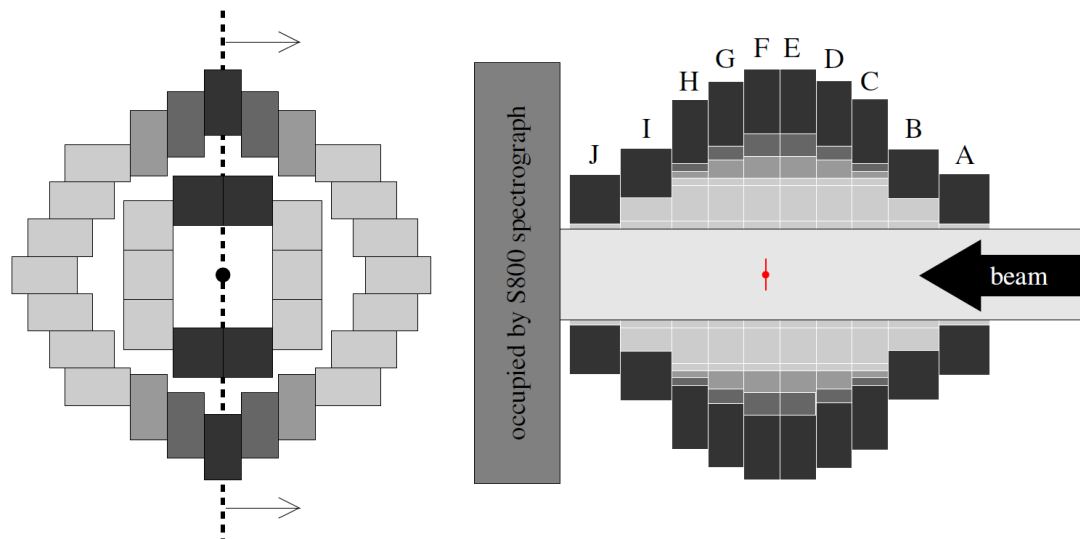 F E
G D
H C
I B
J A
occupied by S800 spectrograph
beam